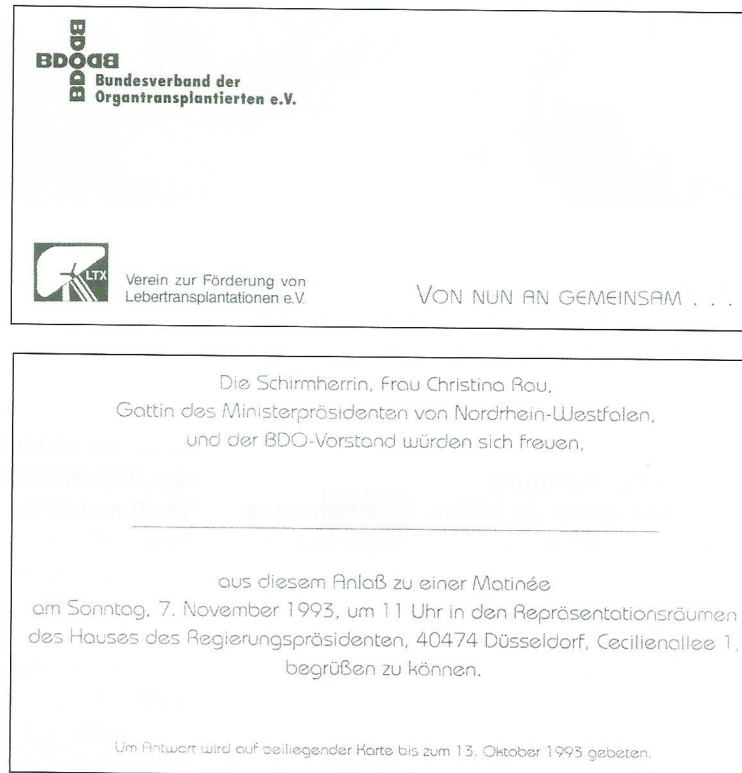 BDO
BDO
Bundesverband der
Organtransplantierten e.V.
LTX
Verein zur Förderung von
Lebertransplantationen e.V.
VON NUN AN GEMEINSAM . . .
Die Schirmherrin, Frau Christina Rau,
Gattin des Ministerpräsidenten von Nordrhein-Westfalen,
und der BDO-Vorstand würden sich freuen,
aus diesem Anlaß zu einer Matinée
am Sonntag, 7. November 1993, um 11 Uhr in den Repräsentationsräumen
des Hauses des Regierungspräsidenten, 40474 Düsseldorf, Cecilienallee 1,
begrüßen zu können.
Um Antwort wird auf beiliegender Karte bis zum 13. Oktober 1993 gebeten.